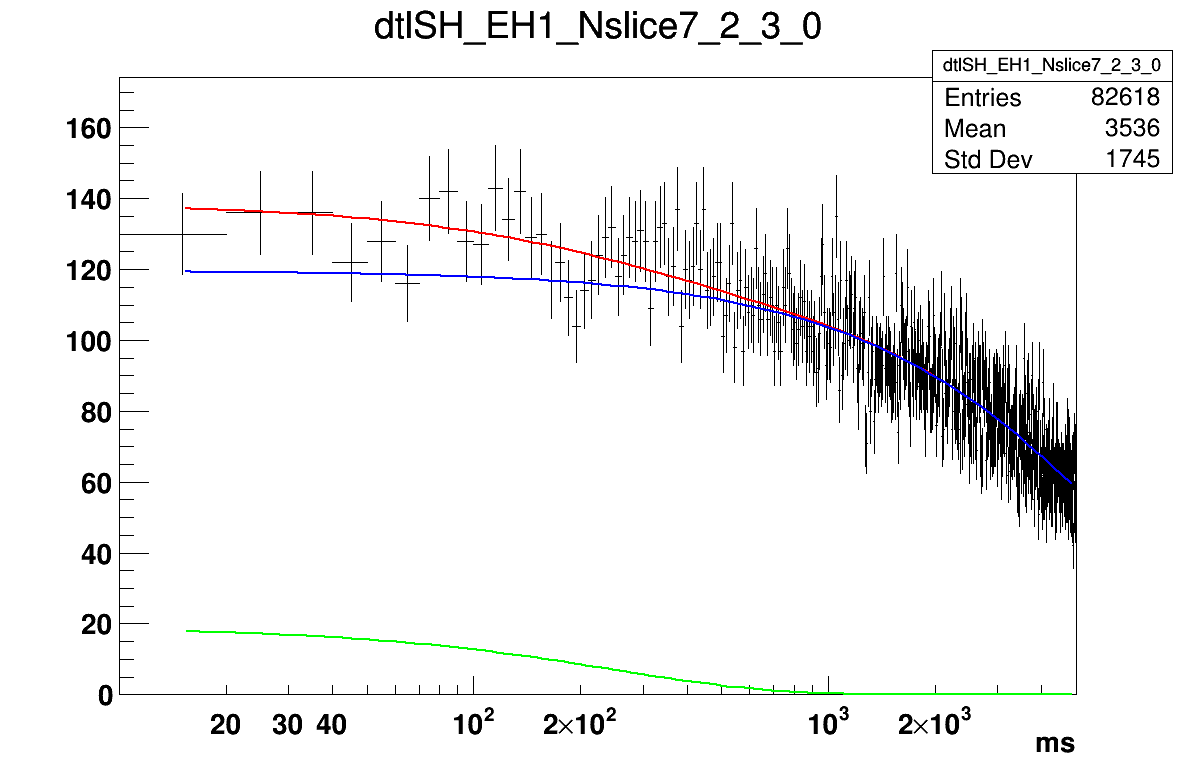 dtlSH_EH1_Nslice7_2_3_0
dtlSH_EH1_Nslice7_2_3_0
Entries 82618
Mean 3536
Std Dev 1745
160
140
120
100
80
60
40
20
0
20 30 40 10² 2×10² 10³ 2×10³
ms